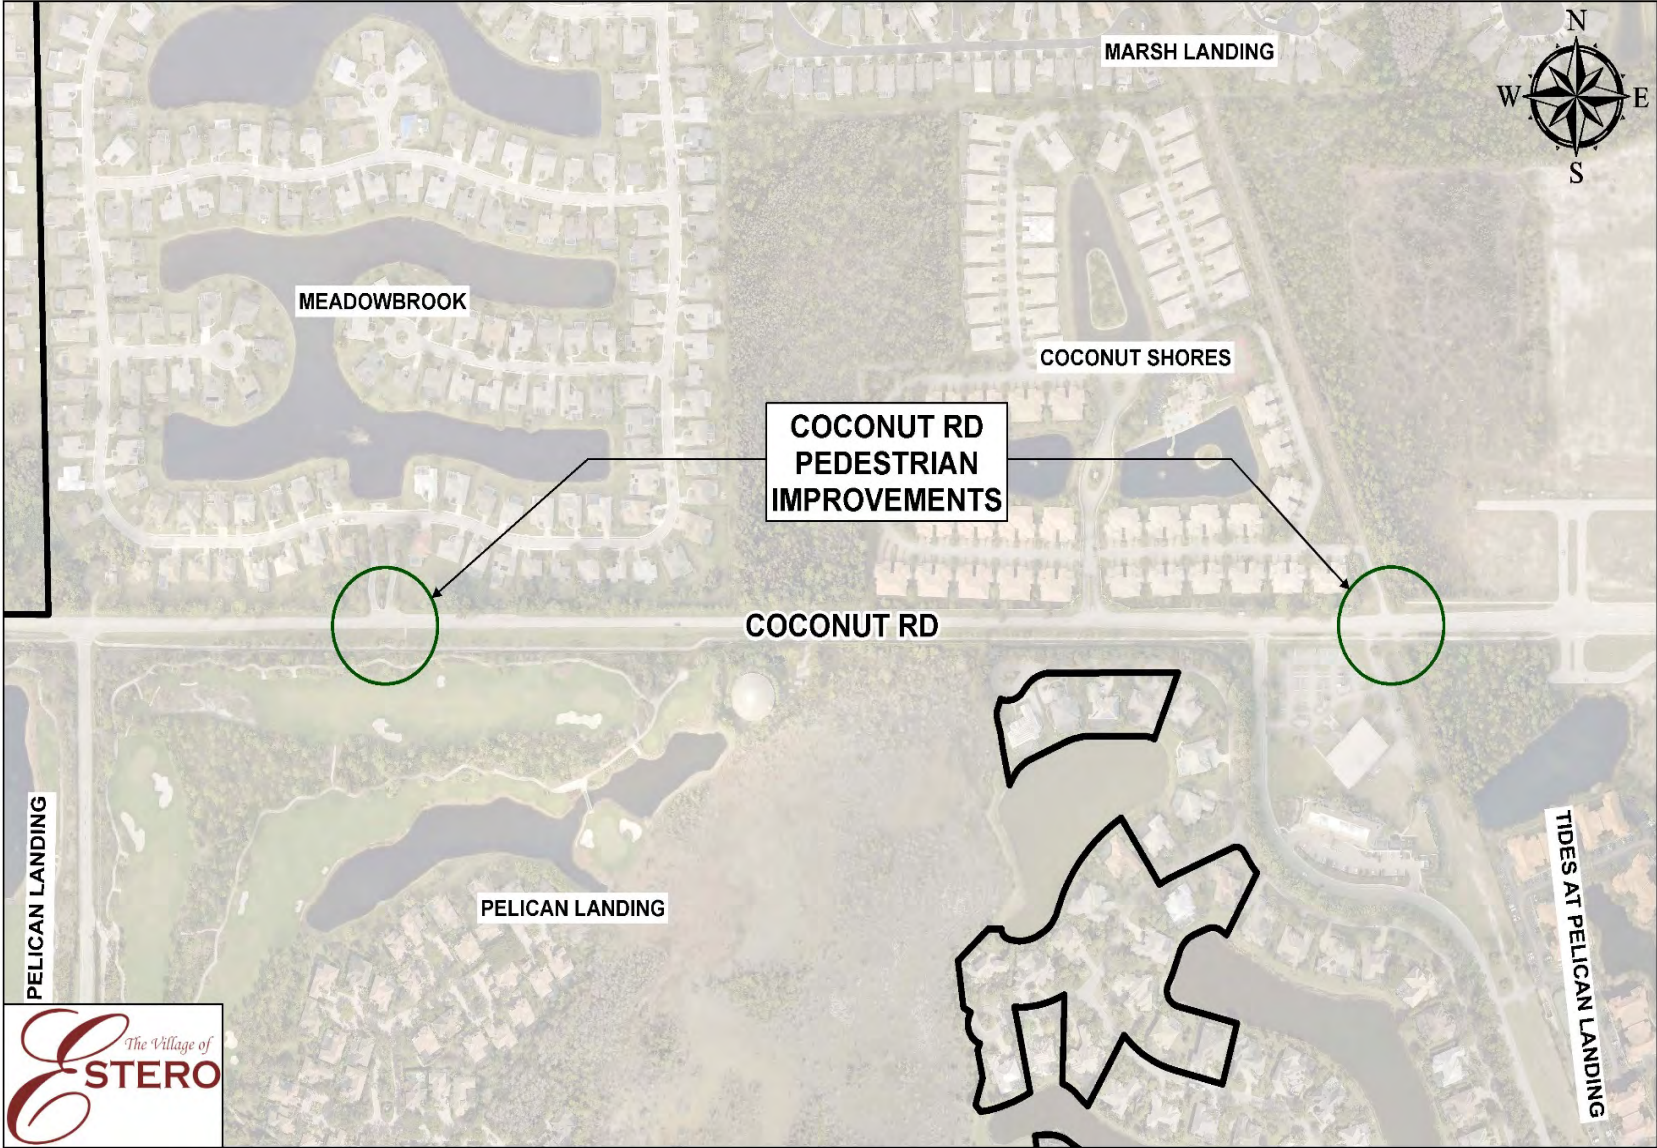 MARSH LANDING
N
W
E
S
MEADOWBROOK
COCONUT SHORES
COCONUT RD
PEDESTRIAN
IMPROVEMENTS
COCONUT RD
PELICAN LANDING
PELICAN LANDING
TIDES AT PELICAN LANDING
The Village of
ESTERO